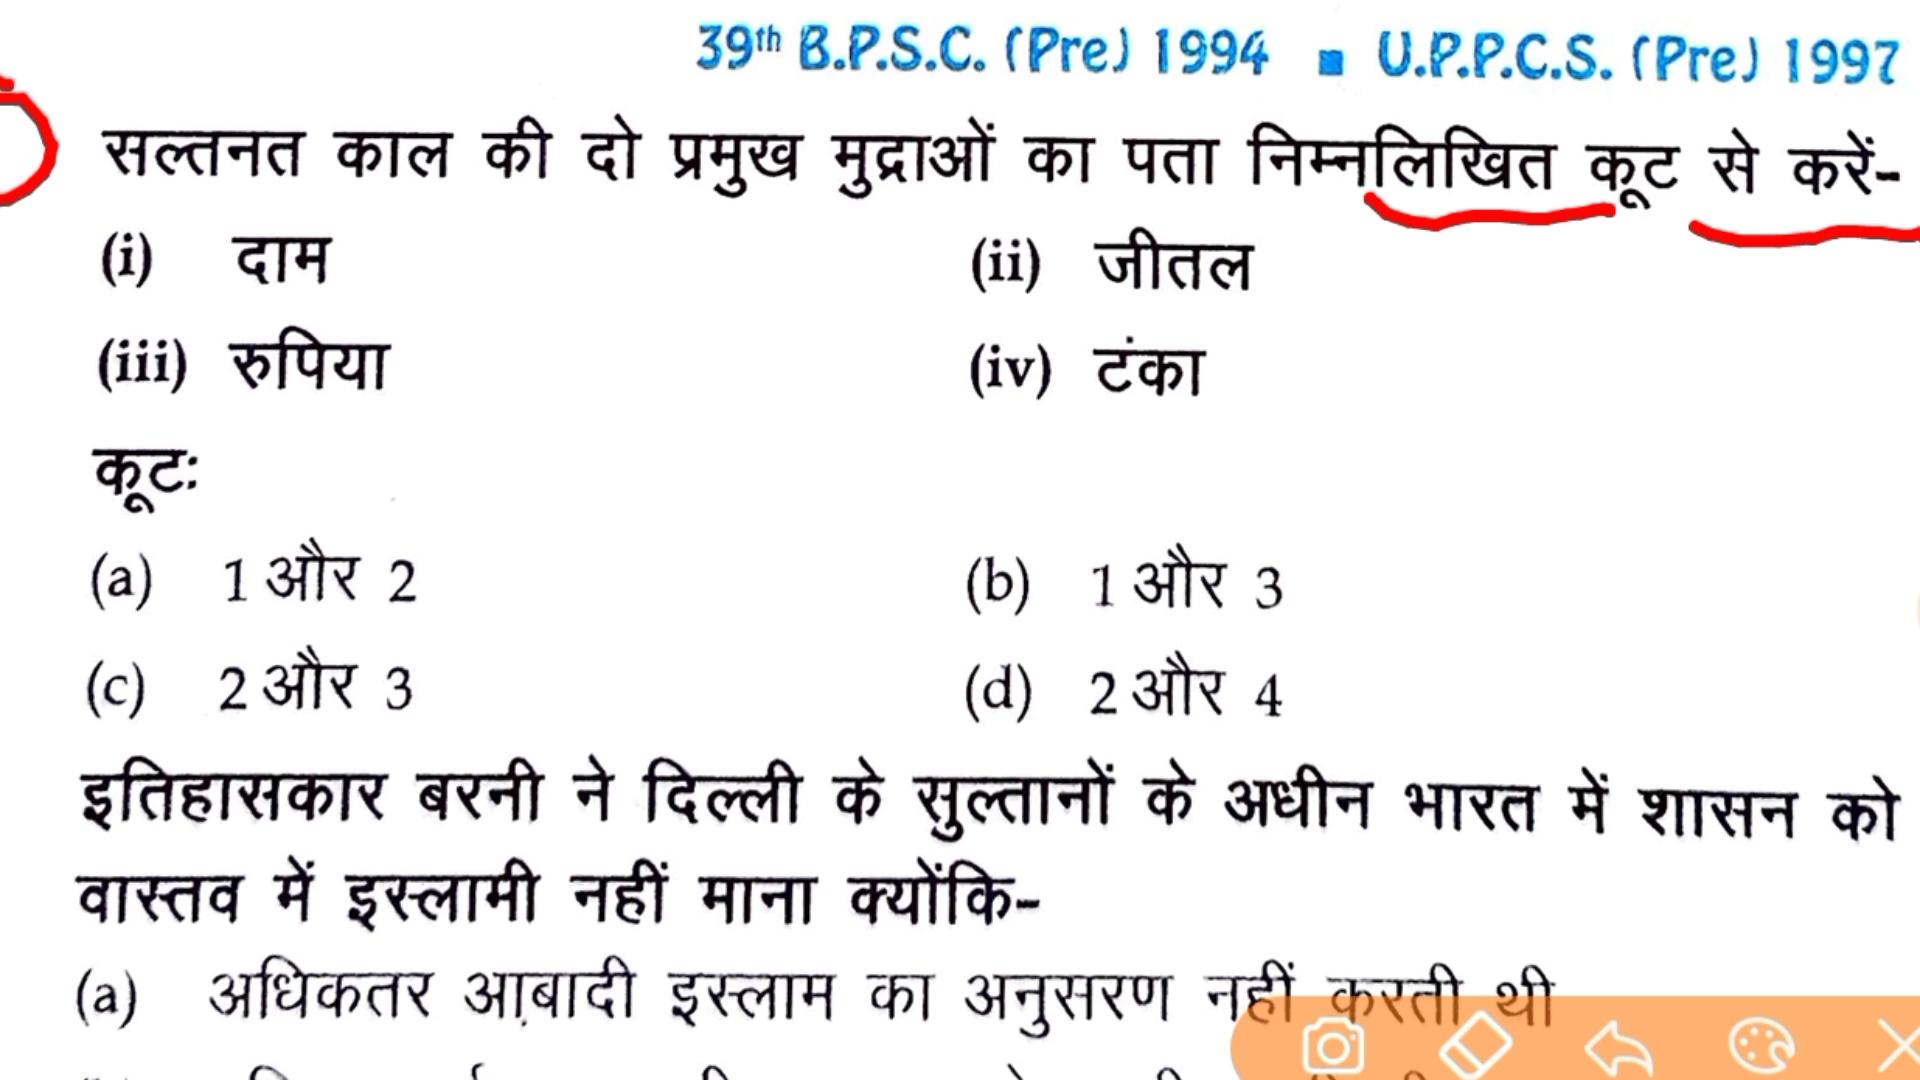 39th B.P.S.C. (Pre) 1994 ■ U.P.P.C.S. (Pre) 1997
सल्तनत काल की दो प्रमुख मुद्राओं का पता निम्नलिखित कूट से करें-
(i) दाम (ii) जीतल
(iii) रुपिया (iv) टंका
कूटः
(a) 1 और 2 (b) 1 और 3
(c) 2 और 3 (d) 2 और 4
इतिहासकार बरनी ने दिल्ली के सुल्तानों के अधीन भारत में शासन को
वास्तव में इस्लामी नहीं माना क्योंकि-
(a) अधिकतर आबादी इस्लाम का अनुसरण नहीं करती थी